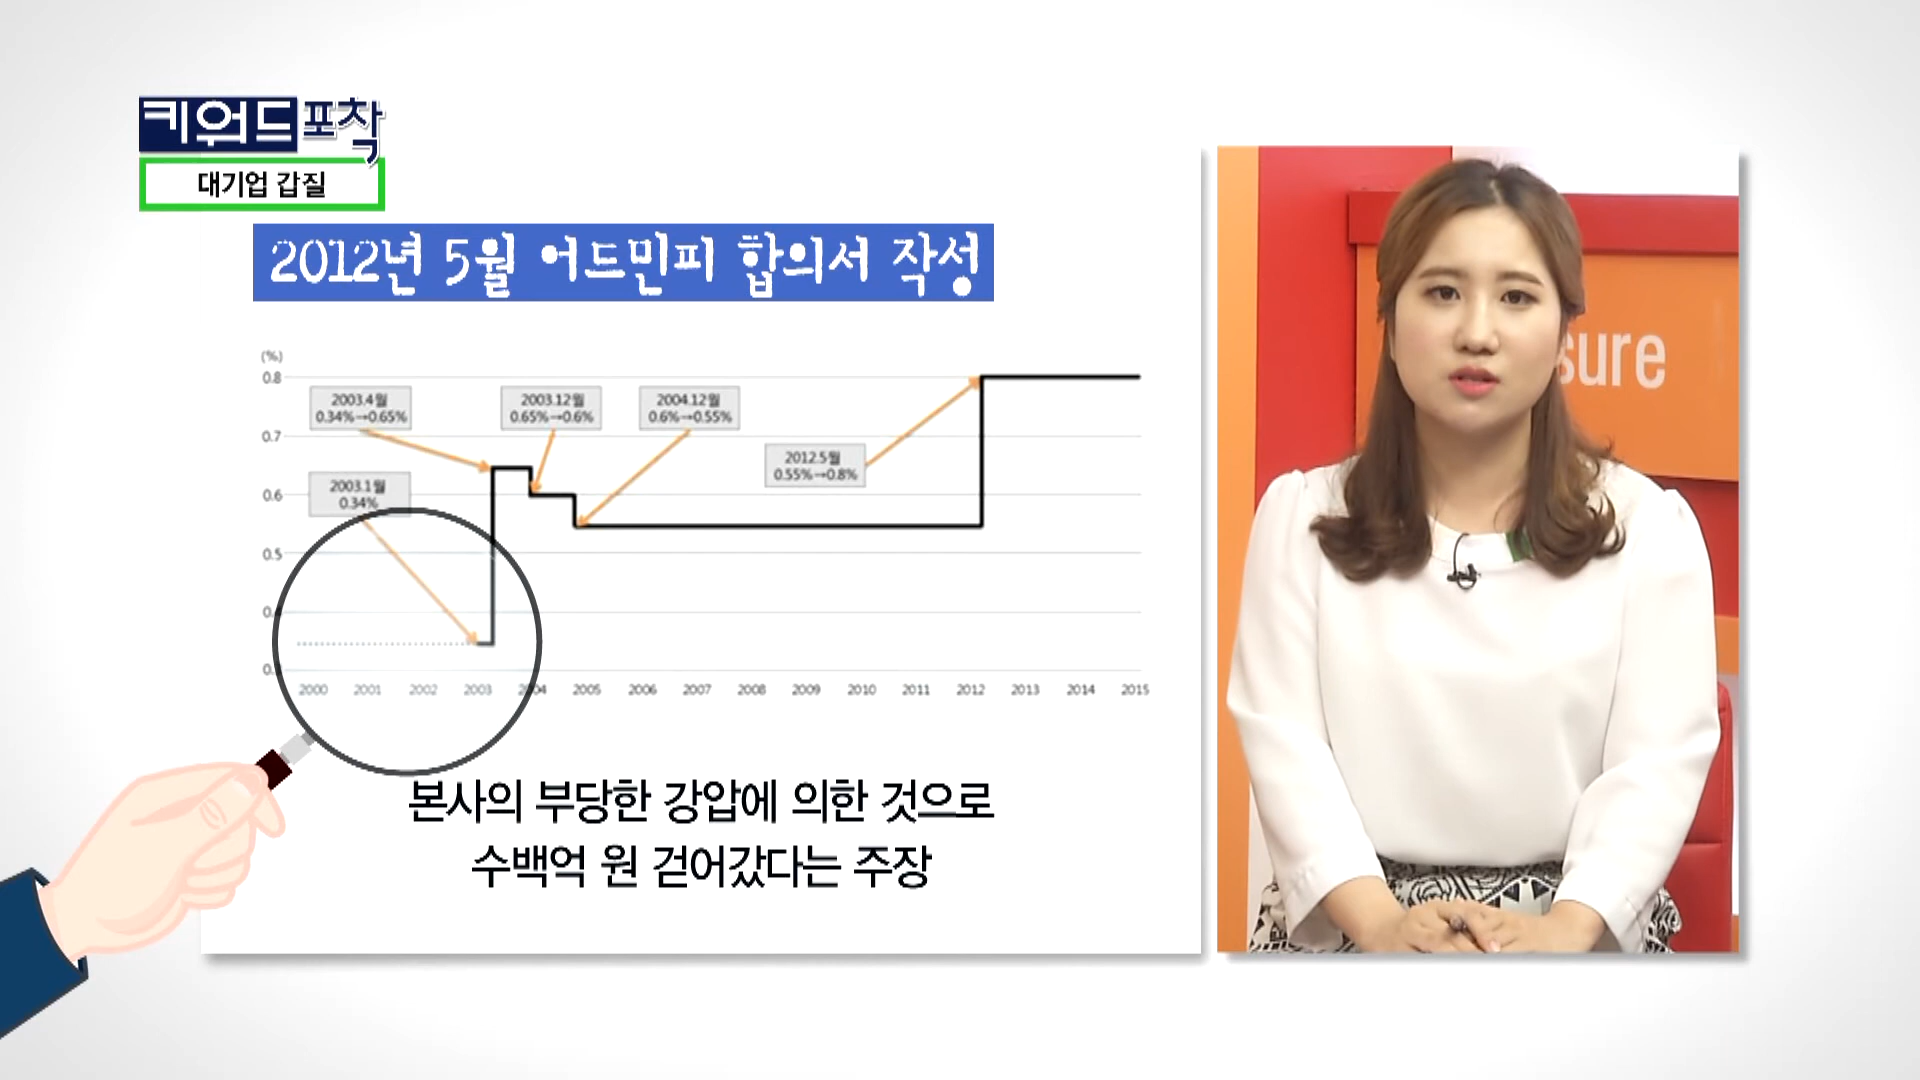 키워드포착
대기업 갑질
2012년 5월 어드민피 합의서 작성
(%)
0.8
2003.4월
0.34%→0.65%
2003.12월
0.65%→0.6%
2004.12월
0.6%→0.55%
0.7
2012.5월
0.55%→0.8%
2003.1월
0.34%
0.6
0.5
2000 2001 2002 2003 2004 2005 2006 2007 2008 2009 2010 2011 2012 2013 2014 2015
본사의 부당한 강압에 의한 것으로
수백억 원 걷어갔다는 주장
sure